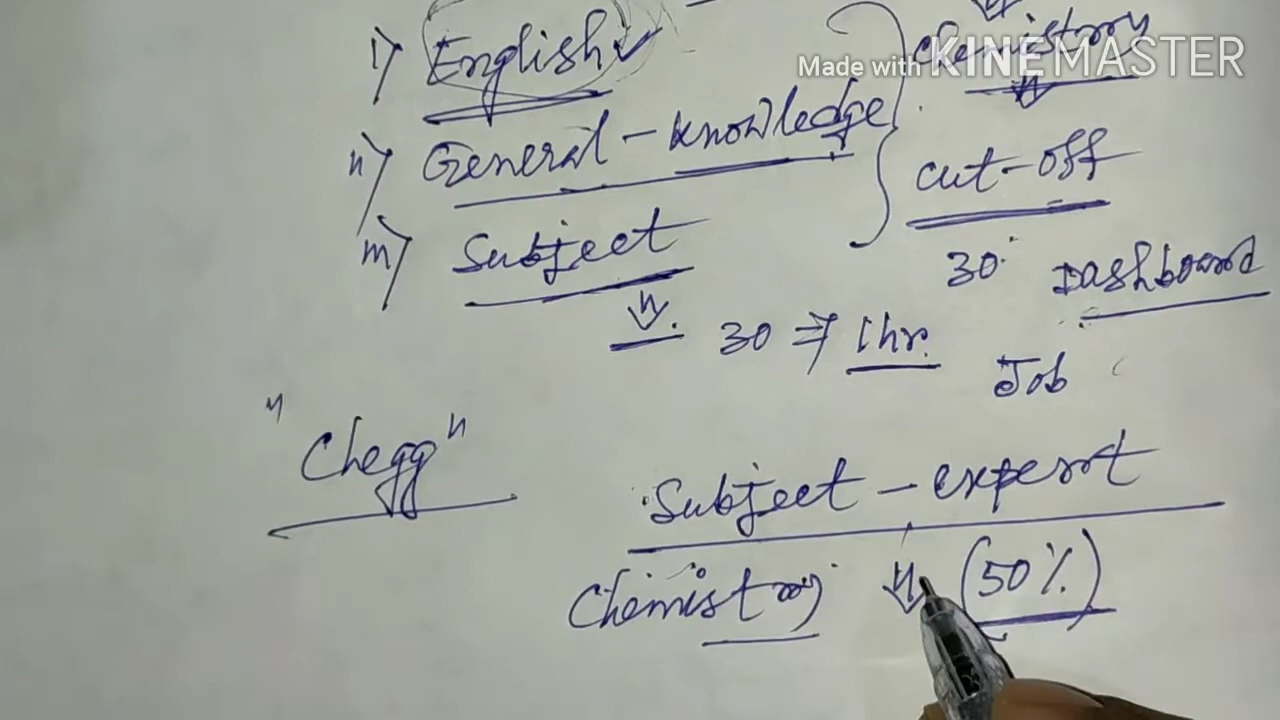 i) English ✓
Chemistry
Made with KINEMASTER
ii) General - knowledge
cut-off
iii) Subject
30
Dashboard
30 ⇒ 1hr.
Job
"Chegg"
Subject - expert
Chemistry (50%)